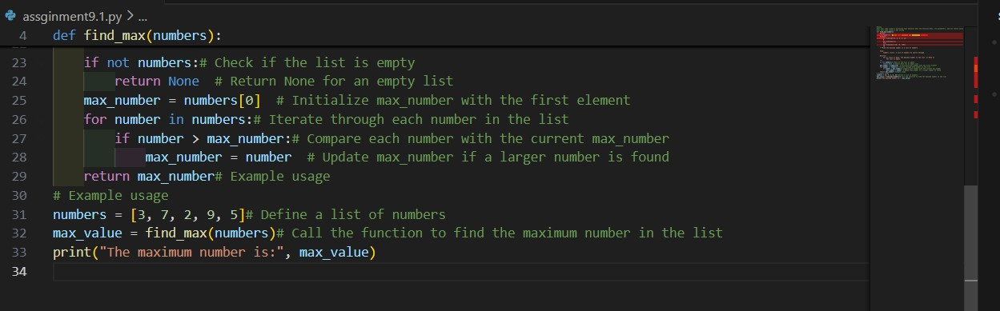 assginment9.1.py > ...
4 def find_max(numbers):
23 if not numbers:# Check if the list is empty
24 return None  # Return None for an empty list
25 max_number = numbers[0]  # Initialize max_number with the first element
26 for number in numbers:# Iterate through each number in the list
27 if number > max_number:# Compare each number with the current max_number
28 max_number = number  # Update max_number if a larger number is found
29 return max_number# Example usage
30 # Example usage
31 numbers = [3, 7, 2, 9, 5]# Define a list of numbers
32 max_value = find_max(numbers)# Call the function to find the maximum number in the list
33 print("The maximum number is:", max_value)
34